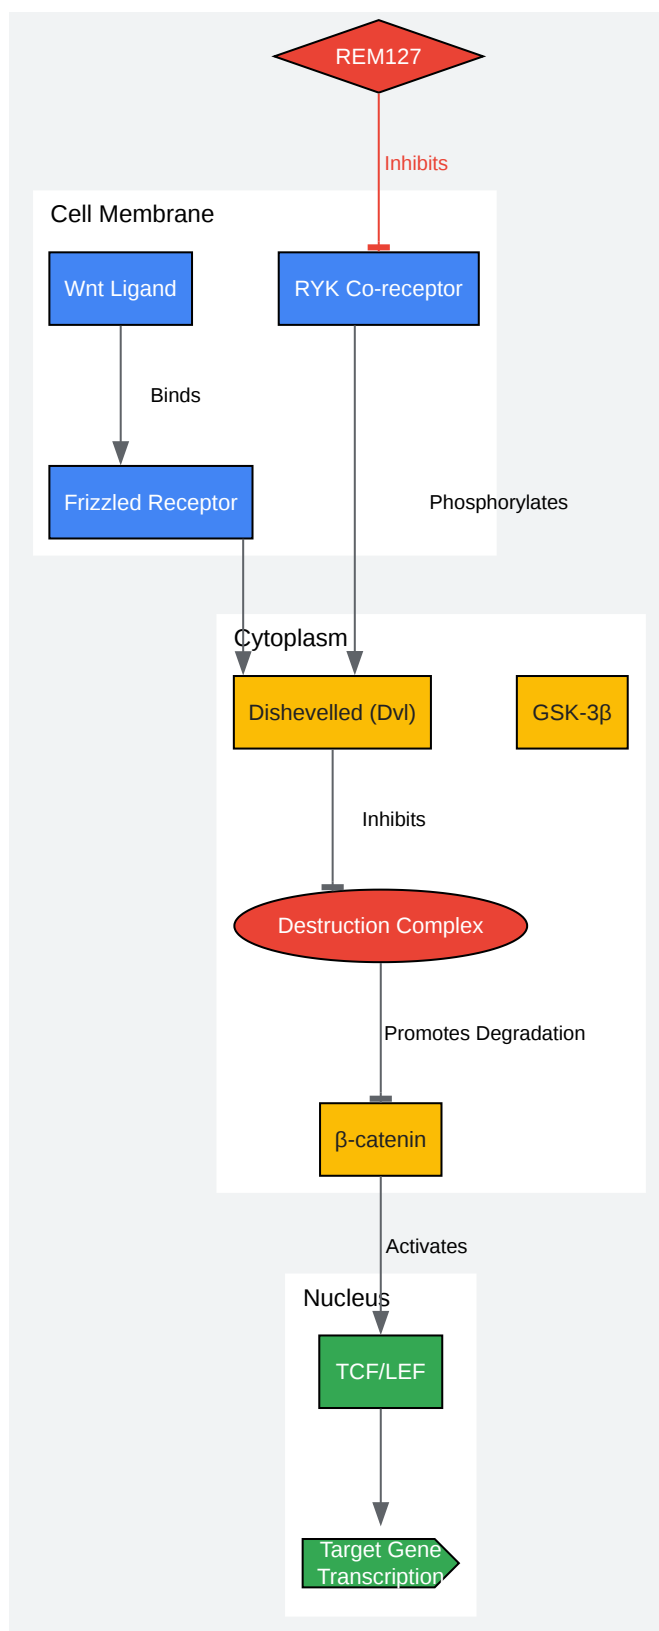 REM127
Inhibits
Cell Membrane
Wnt Ligand
RYK Co-receptor
Binds
Frizzled Receptor
Phosphorylates
Cytoplasm
Dishevelled (Dvl)
GSK-3β
Inhibits
Destruction Complex
Promotes Degradation
β-catenin
Activates
Nucleus
TCF/LEF
Target Gene
Transcription